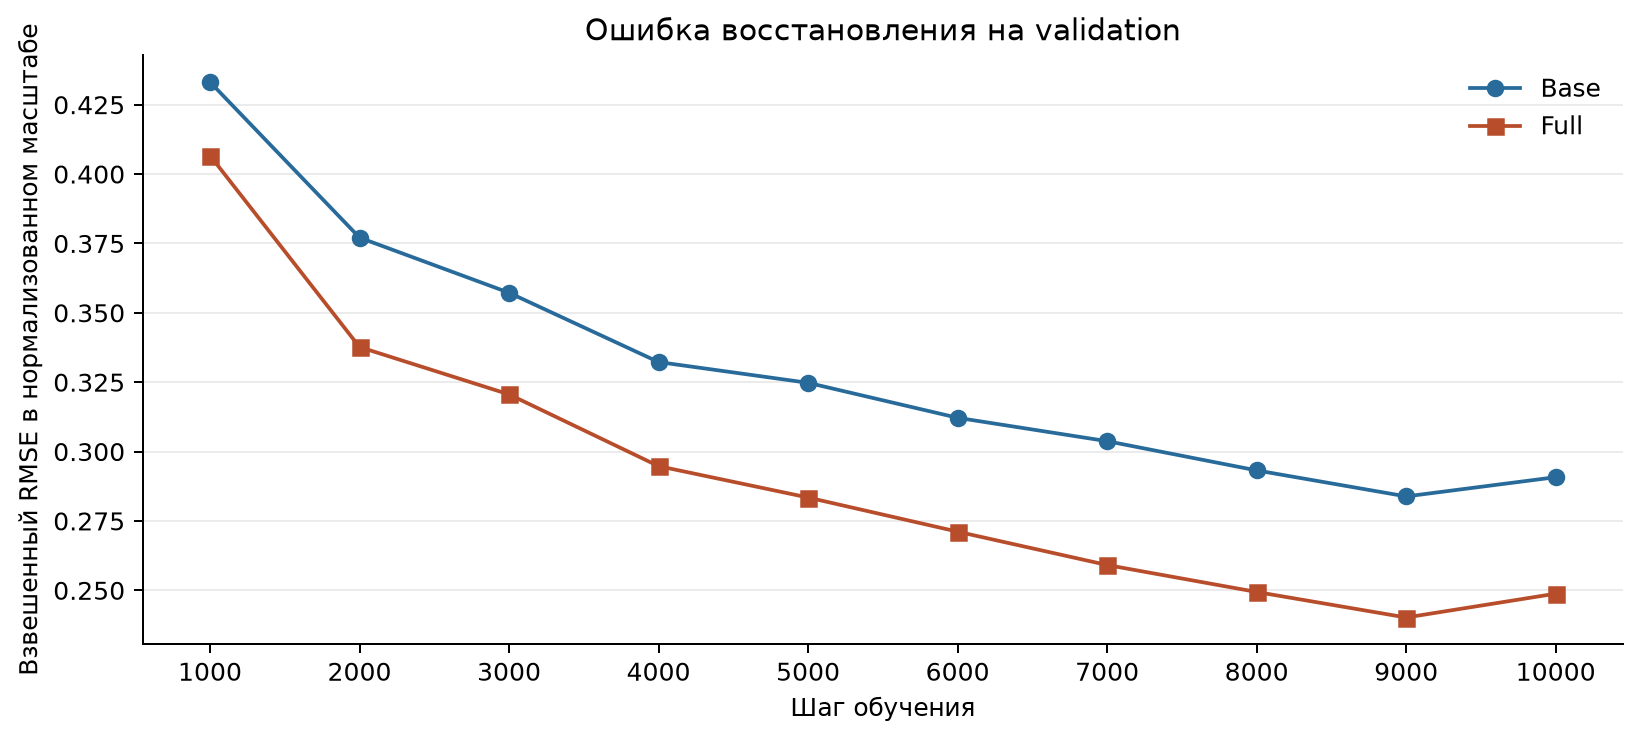 Ошибка восстановления на validation
Взвешенный RMSE в нормализованном масштабе
0.425
0.400
0.375
0.350
0.325
0.300
0.275
0.250
Base
Full
1000 2000 3000 4000 5000 6000 7000 8000 9000 10000
Шаг обучения